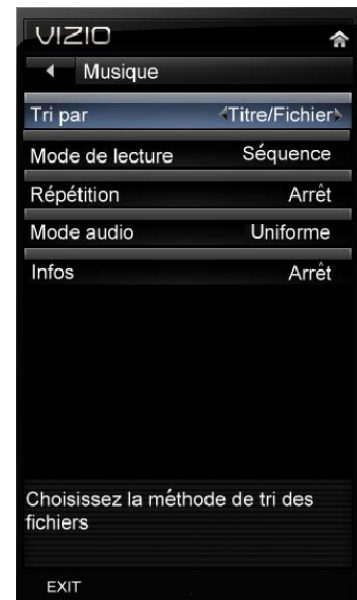 VIZIO
Musique
Tri par Titre/Fichier
Mode de lecture Séquence
Répétition Arrêt
Mode audio Uniforme
Infos Arrêt
Choisissez la méthode de tri des
fichiers
EXIT